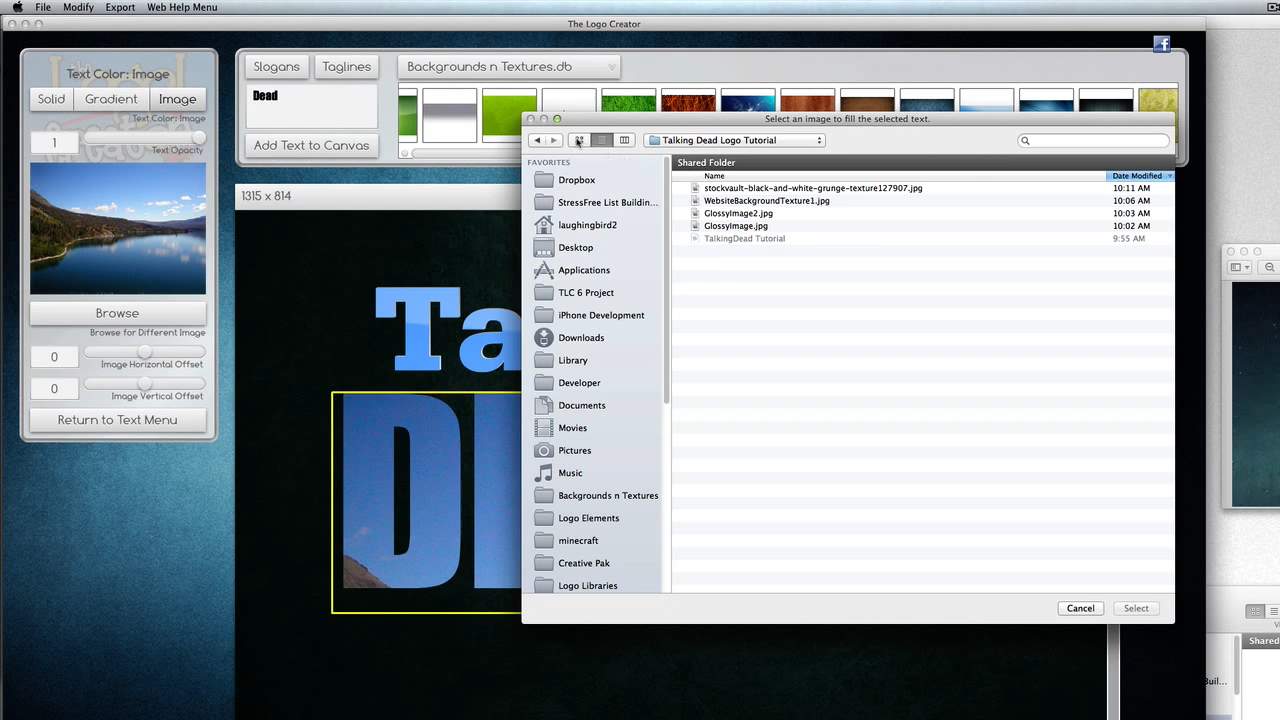 File Modify Export Web Help Menu
The Logo Creator
Text Color: Image
Solid Gradient Image
Text Color: Image
1
Text Opacity
Browse
Browse for Different Image
0
Image Horizontal Offset
0
Image Vertical Offset
Return to Text Menu
Slogans Taglines Backgrounds n Textures.db
Dead
Add Text to Canvas
1315 x 814
Ta
D
Select an image to fill the selected text.
Talking Dead Logo Tutorial
FAVORITES
Dropbox
StressFree List Buildin...
laughingbird2
Desktop
Applications
TLC 6 Project
iPhone Development
Downloads
Library
Developer
Documents
Movies
Pictures
Music
Backgrounds n Textures
Logo Elements
minecraft
Creative Pak
Logo Libraries
Shared Folder
Name Date Modified
stockvault-black-and-white-grunge-texture127907.jpg 10:11 AM
WebsiteBackgroundTexture1.jpg 10:06 AM
GlossyImage2.jpg 10:03 AM
GlossyImage.jpg 10:02 AM
TalkingDead Tutorial 9:55 AM
Cancel Select
Shared
Buil...